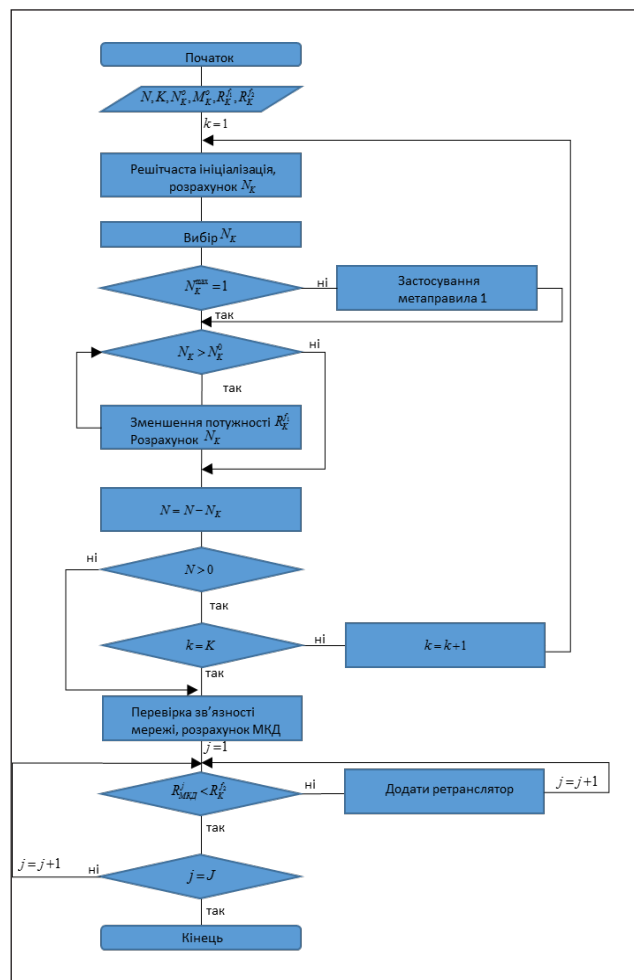 Початок
N, K, N_K^o, M_K^o, R_K^{f_1}, R_K^{f_2}
k = 1
Решітчаста ініціалізація,
розрахунок N_K
Вибір N_K
N_K^{max} = 1
ні
Застосування
метаправила 1
так
N_K > N_K^0
ні
так
Зменшення потужності R_K^{f_1}
Розрахунок N_K
N = N − N_K
ні
N > 0
так
k = K
ні
k = k + 1
так
Перевірка зв'язності
мережі, розрахунок МКД
j = 1
R_{МКД}^j < R_K^{f_2}
ні
Додати ретранслятор
j = j + 1
так
j = j + 1
ні
j = J
так
Кінець